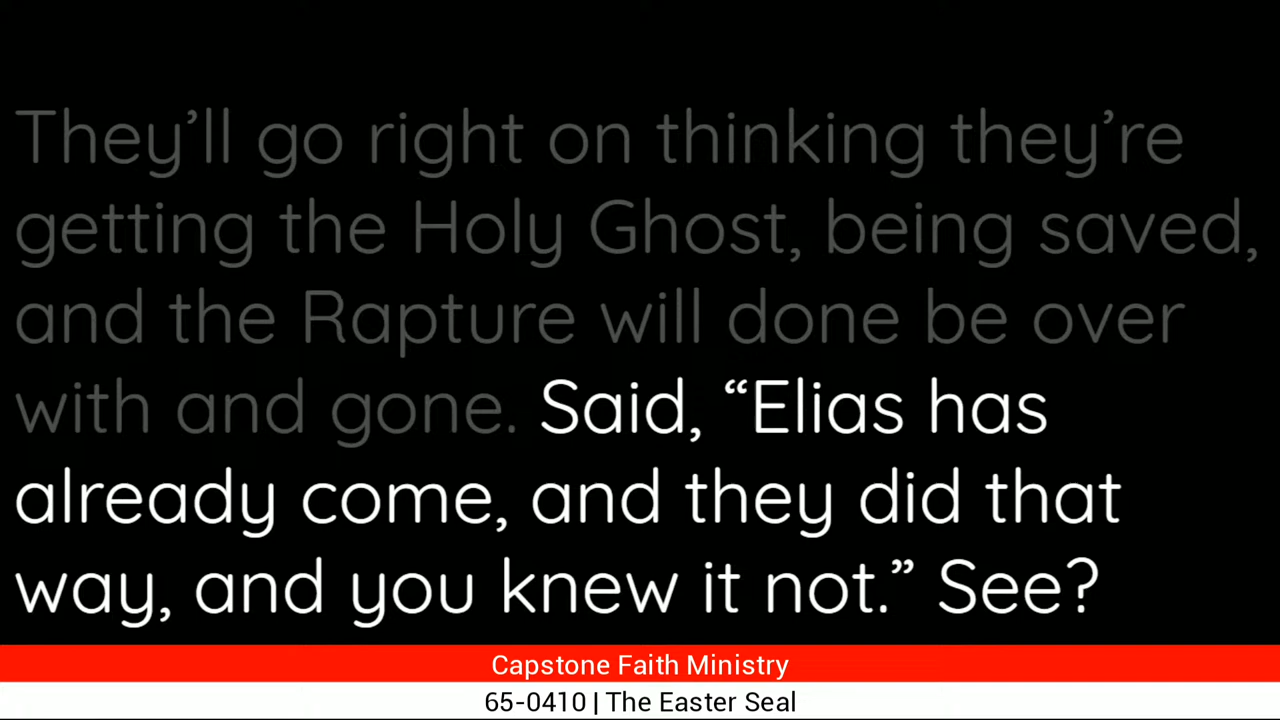 They’ll go right on thinking they’re
getting the Holy Ghost, being saved,
and the Rapture will done be over
with and gone. Said, “Elias has
already come, and they did that
way, and you knew it not.” See?
Capstone Faith Ministry
65-0410 | The Easter Seal